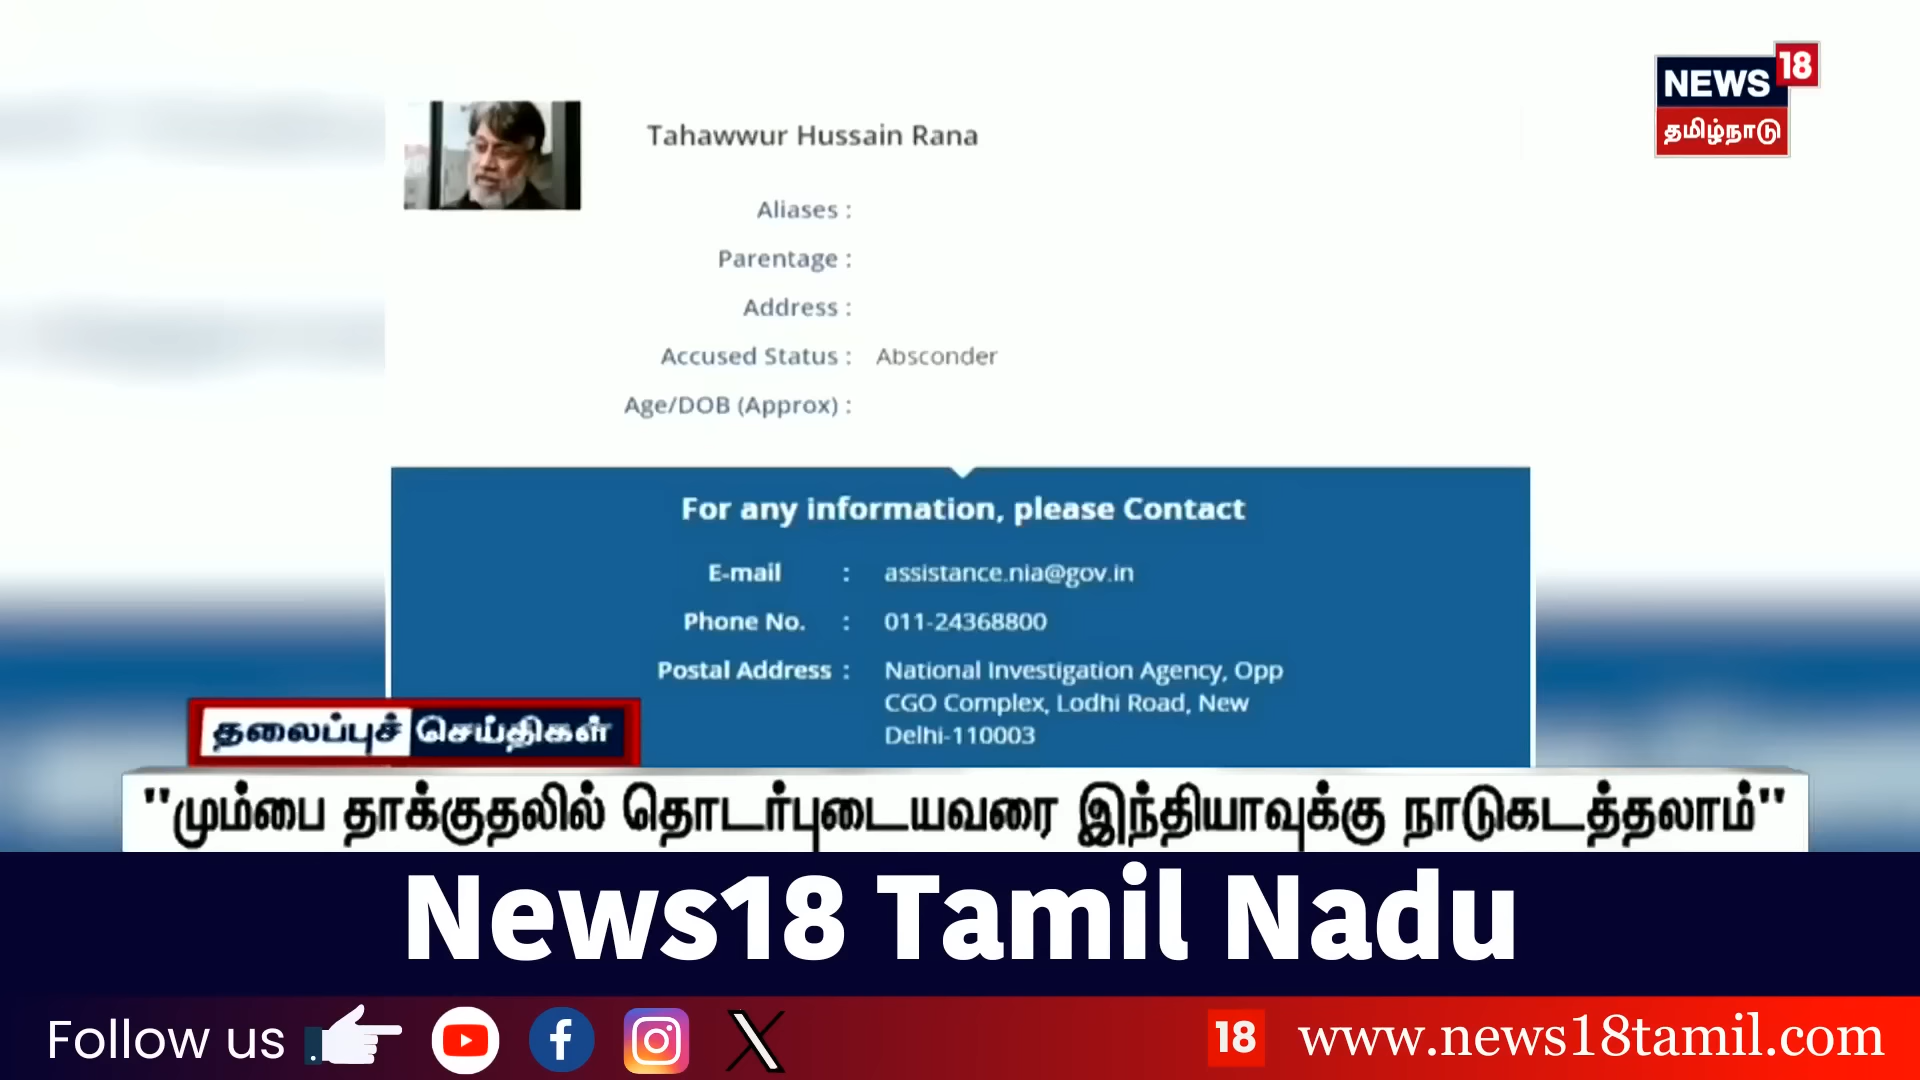 NEWS 18
தமிழ்நாடு
Tahawwur Hussain Rana
Aliases :
Parentage :
Address :
Accused Status : Absconder
Age/DOB (Approx) :
For any information, please Contact
E-mail : assistance.nia@gov.in
Phone No. : 011-24368800
Postal Address : National Investigation Agency, Opp
CGO Complex, Lodhi Road, New
Delhi-110003
தலைப்புச் செய்திகள்
"மும்பை தாக்குதலில் தொடர்புடையவரை இந்தியாவுக்கு நாடுகடத்தலாம்"
News18 Tamil Nadu
Follow us 18 www.news18tamil.com